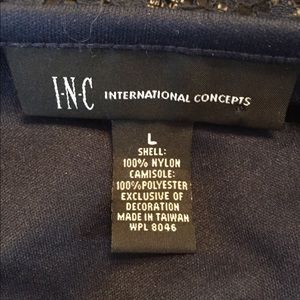 I·N·C INTERNATIONAL CONCEPTS
L
SHELL:
100% NYLON
CAMISOLE:
100%POLYESTER
EXCLUSIVE OF
DECORATION
MADE IN TAIWAN
WPL 8046